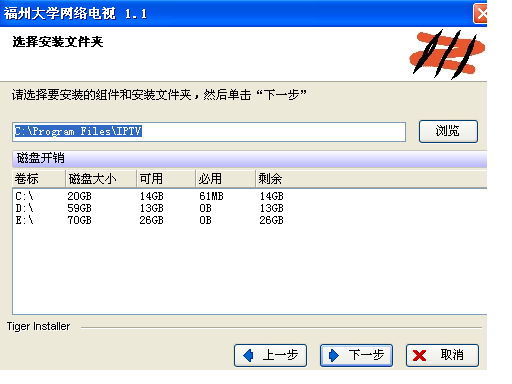 福州大学网络电视 1.1
选择安装文件夹
请选择要安装的组件和安装文件夹，然后单击“下一步”
C:\Program Files\IPTV
浏览
磁盘开销
卷标 磁盘大小 可用 必用 剩余
C:\ 20GB 14GB 61MB 14GB
D:\ 59GB 13GB 0B 13GB
E:\ 70GB 26GB 0B 26GB
Tiger Installer
上一步 下一步 取消